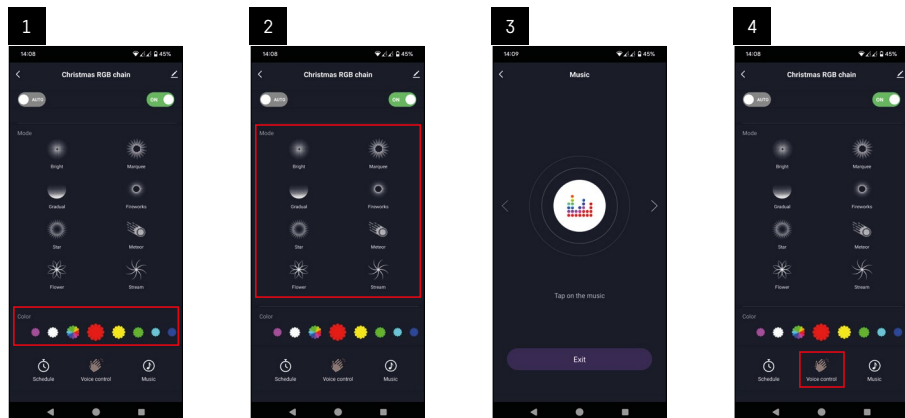 1
14:08
45%
Christmas RGB chain
AUTO
ON
Mode
Bright Marquee
Gradual Fireworks
Star Meteor
Flower Stream
Color
Schedule Voice control Music
2
14:08
45%
Christmas RGB chain
AUTO
ON
Mode
Bright Marquee
Gradual Fireworks
Star Meteor
Flower Stream
Color
Schedule Voice control Music
3
14:09
45%
Music
Tap on the music
Exit
4
14:08
45%
Christmas RGB chain
AUTO
ON
Mode
Bright Marquee
Gradual Fireworks
Star Meteor
Flower Stream
Color
Schedule Voice control Music